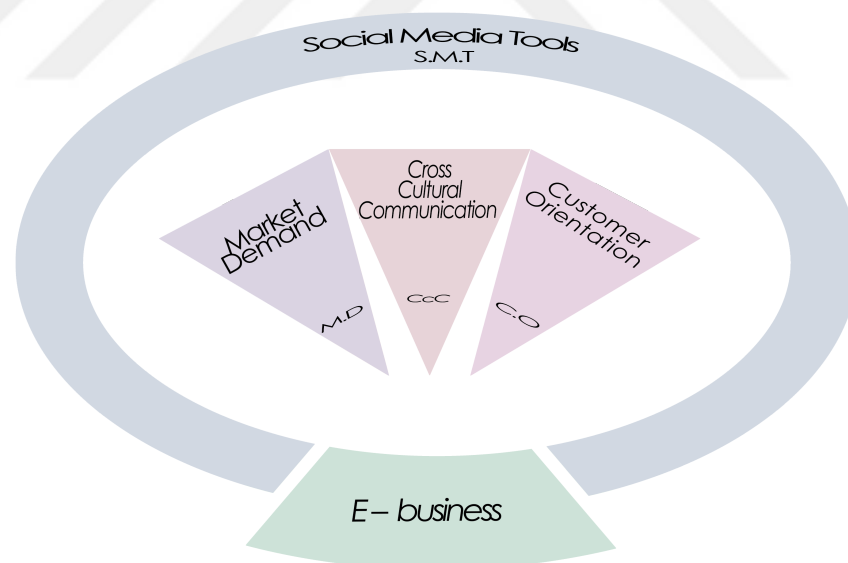 Social Media Tools
S.M.T
Market
Demand
M.D
Cross
Cultural
Communication
CcC
Customer
Orientation
C.O
E– business